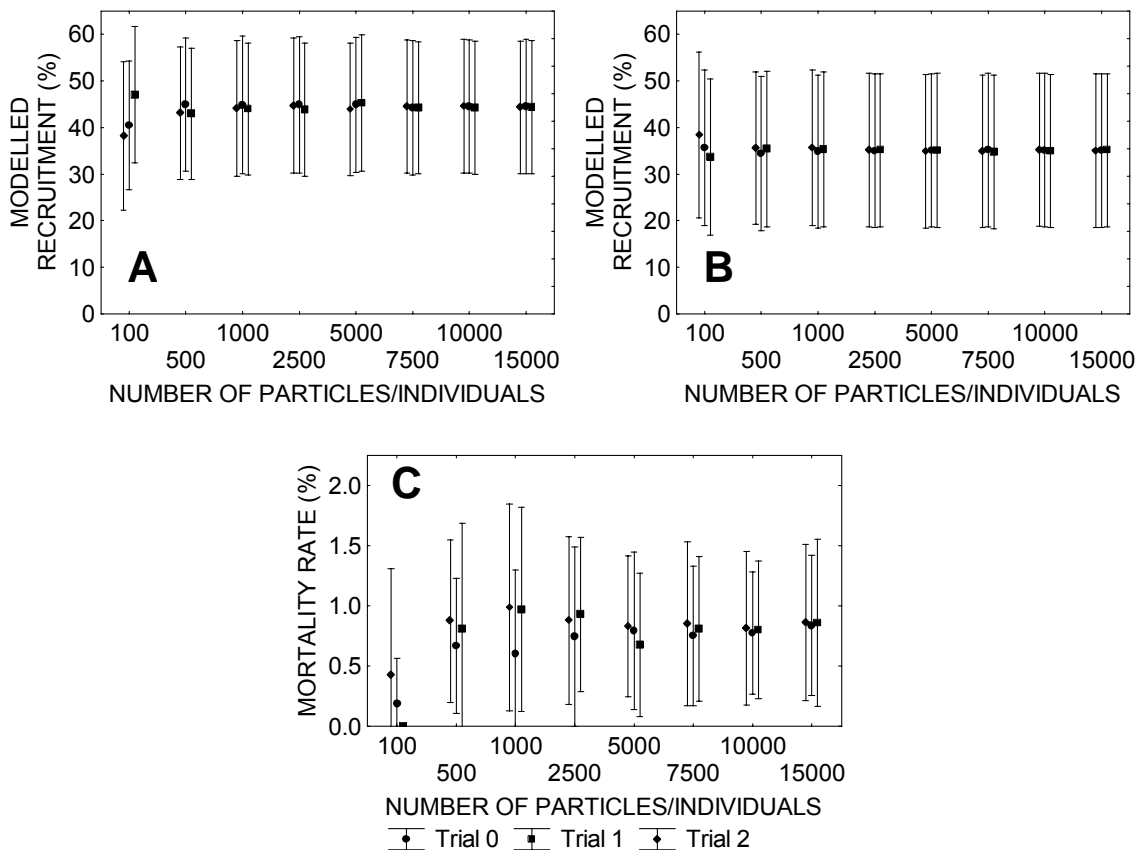 MODELLED
RECRUITMENT (%)
60
50
40
30
20
10
0
A
100 1000 5000 10000
500 2500 7500 15000
NUMBER OF PARTICLES/INDIVIDUALS
MODELLED
RECRUITMENT (%)
60
50
40
30
20
10
0
B
100 1000 5000 10000
500 2500 7500 15000
NUMBER OF PARTICLES/INDIVIDUALS
MORTALITY RATE (%)
2.0
1.5
1.0
0.5
0.0
C
100 1000 5000 10000
500 2500 7500 15000
NUMBER OF PARTICLES/INDIVIDUALS
Trial 0 Trial 1 Trial 2